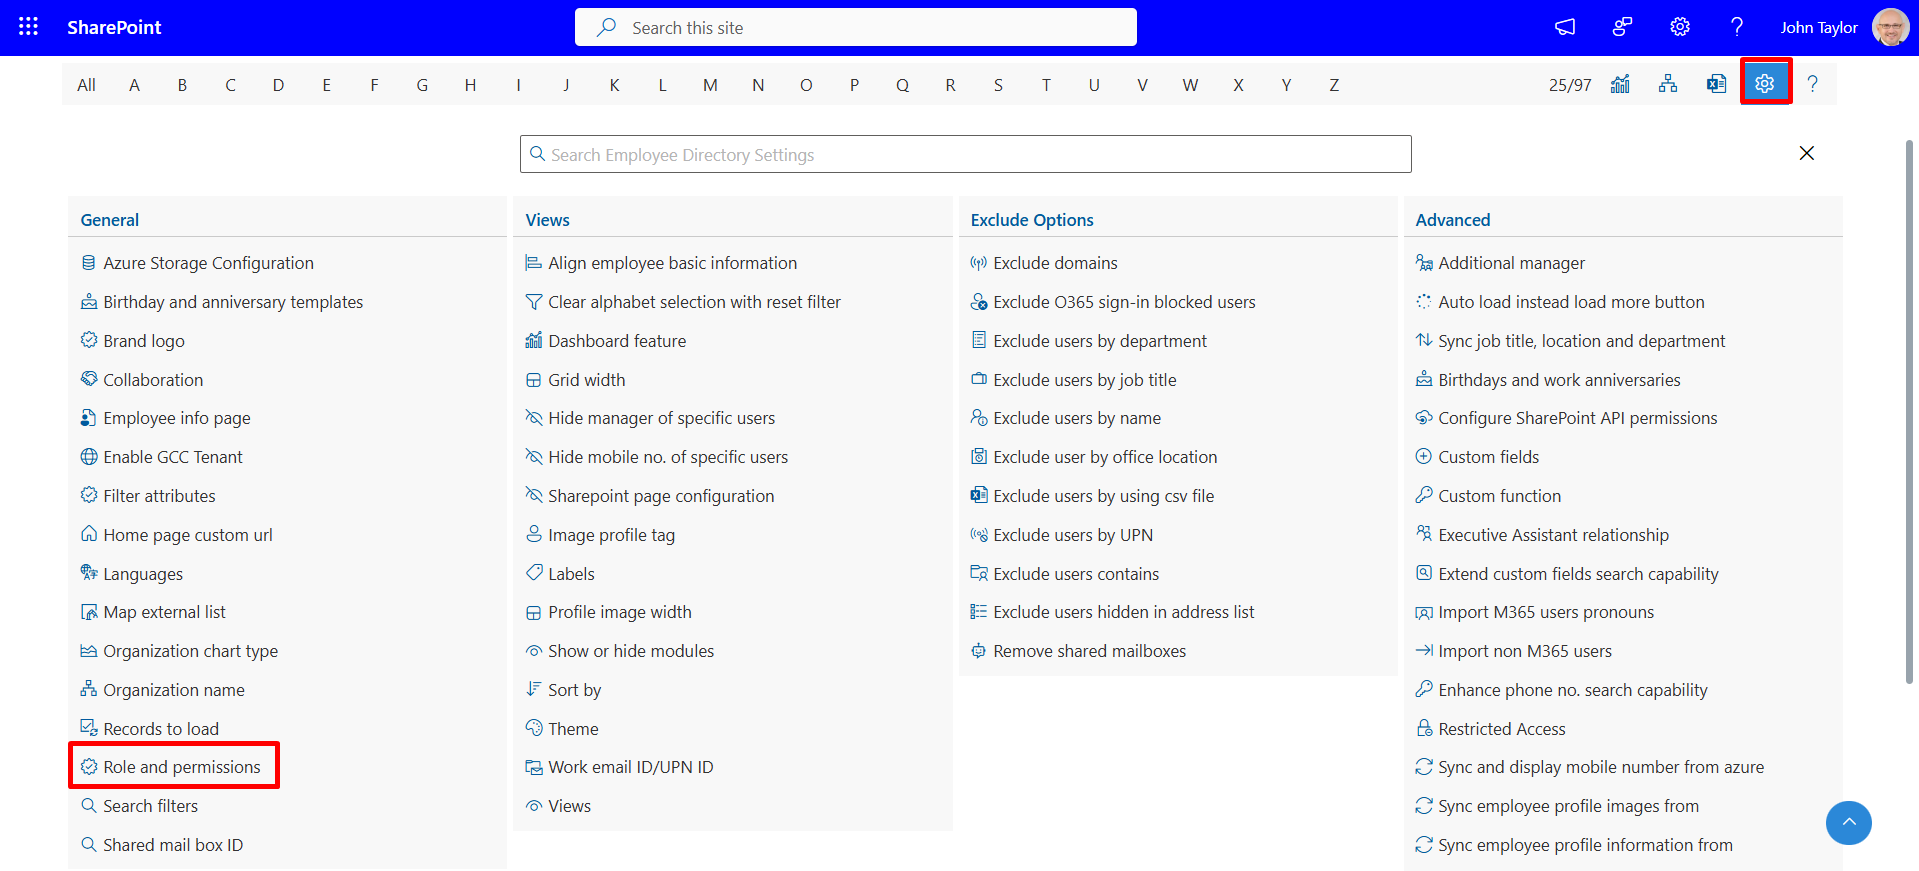 SharePoint
Search this site
John Taylor
All A B C D E F G H I J K L M N O P Q R S T U V W X Y Z 25/97
Search Employee Directory Settings
General
Azure Storage Configuration
Birthday and anniversary templates
Brand logo
Collaboration
Employee info page
Enable GCC Tenant
Filter attributes
Home page custom url
Languages
Map external list
Organization chart type
Organization name
Records to load
Role and permissions
Search filters
Shared mail box ID
Views
Align employee basic information
Clear alphabet selection with reset filter
Dashboard feature
Grid width
Hide manager of specific users
Hide mobile no. of specific users
Sharepoint page configuration
Image profile tag
Labels
Profile image width
Show or hide modules
Sort by
Theme
Work email ID/UPN ID
Views
Exclude Options
Exclude domains
Exclude O365 sign-in blocked users
Exclude users by department
Exclude users by job title
Exclude users by name
Exclude user by office location
Exclude users by using csv file
Exclude users by UPN
Exclude users contains
Exclude users hidden in address list
Remove shared mailboxes
Advanced
Additional manager
Auto load instead load more button
Sync job title, location and department
Birthdays and work anniversaries
Configure SharePoint API permissions
Custom fields
Custom function
Executive Assistant relationship
Extend custom fields search capability
Import M365 users pronouns
Import non M365 users
Enhance phone no. search capability
Restricted Access
Sync and display mobile number from azure
Sync employee profile images from
Sync employee profile information from